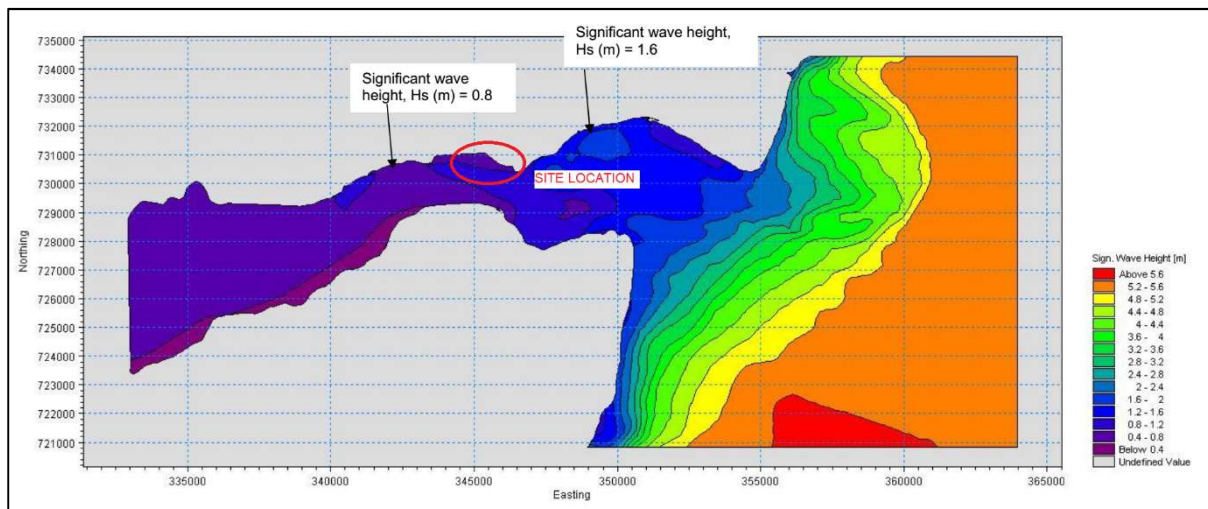 Significant wave height,
Hs (m) = 1.6
Significant wave
height, Hs (m) = 0.8
SITE LOCATION
735000
734000
733000
732000
731000
730000
729000
728000
727000
726000
725000
724000
723000
722000
721000
Northing
335000
340000
345000
350000
355000
360000
365000
Easting
Sign. Wave Height [m]
Above 5.6
5.2 - 5.6
4.8 - 5.2
4.4 - 4.8
4 - 4.4
3.6 - 4
3.2 - 3.6
2.8 - 3.2
2.4 - 2.8
2 - 2.4
1.6 - 2
1.2 - 1.6
0.8 - 1.2
0.4 - 0.8
Below 0.4
Undefined Value